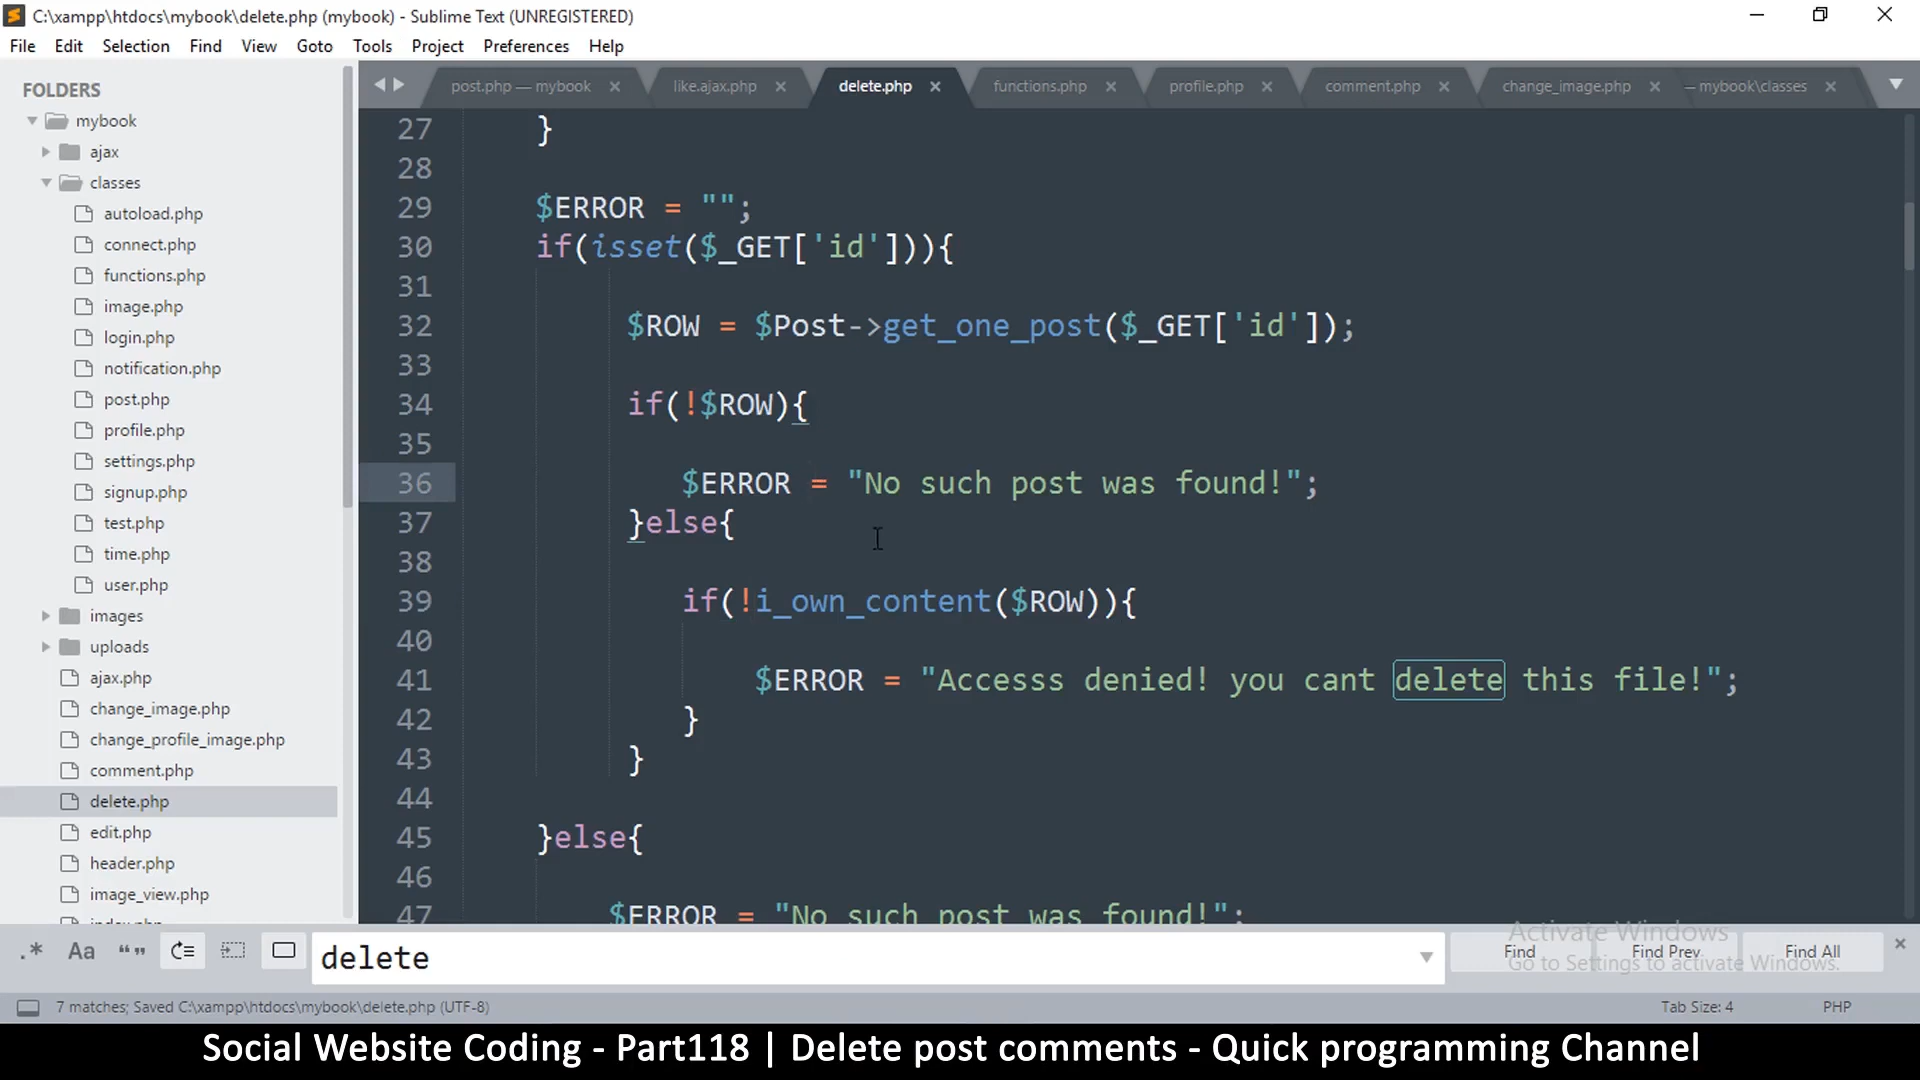 C:\xampp\htdocs\mybook\delete.php (mybook) - Sublime Text (UNREGISTERED)
File Edit Selection Find View Goto Tools Project Preferences Help
FOLDERS
mybook
ajax
classes
autoload.php
connect.php
functions.php
image.php
login.php
notification.php
post.php
profile.php
settings.php
signup.php
test.php
time.php
user.php
images
uploads
ajax.php
change_image.php
change_profile_image.php
comment.php
delete.php
edit.php
header.php
image_view.php
index.php
post.php — mybook like.ajax.php delete.php functions.php profile.php comment.php change_image.php — mybook\classes
27 }
28
29 $ERROR = "";
30 if(isset($_GET['id'])){
31
32 $ROW = $Post->get_one_post($_GET['id']);
33
34 if(!$ROW){
35
36 $ERROR = "No such post was found!";
37 }else{
38
39 if(!i_own_content($ROW)){
40
41 $ERROR = "Accesss denied! you cant delete this file!";
42 }
43 }
44
45 }else{
46
47 $ERROR = "No such post was found!";
.* Aa “ ” delete Find Find Prev Find All
Activate Windows
Go to Settings to activate Windows.
7 matches; Saved C:\xampp\htdocs\mybook\delete.php (UTF-8) Tab Size: 4 PHP
Social Website Coding - Part118 | Delete post comments - Quick programming Channel